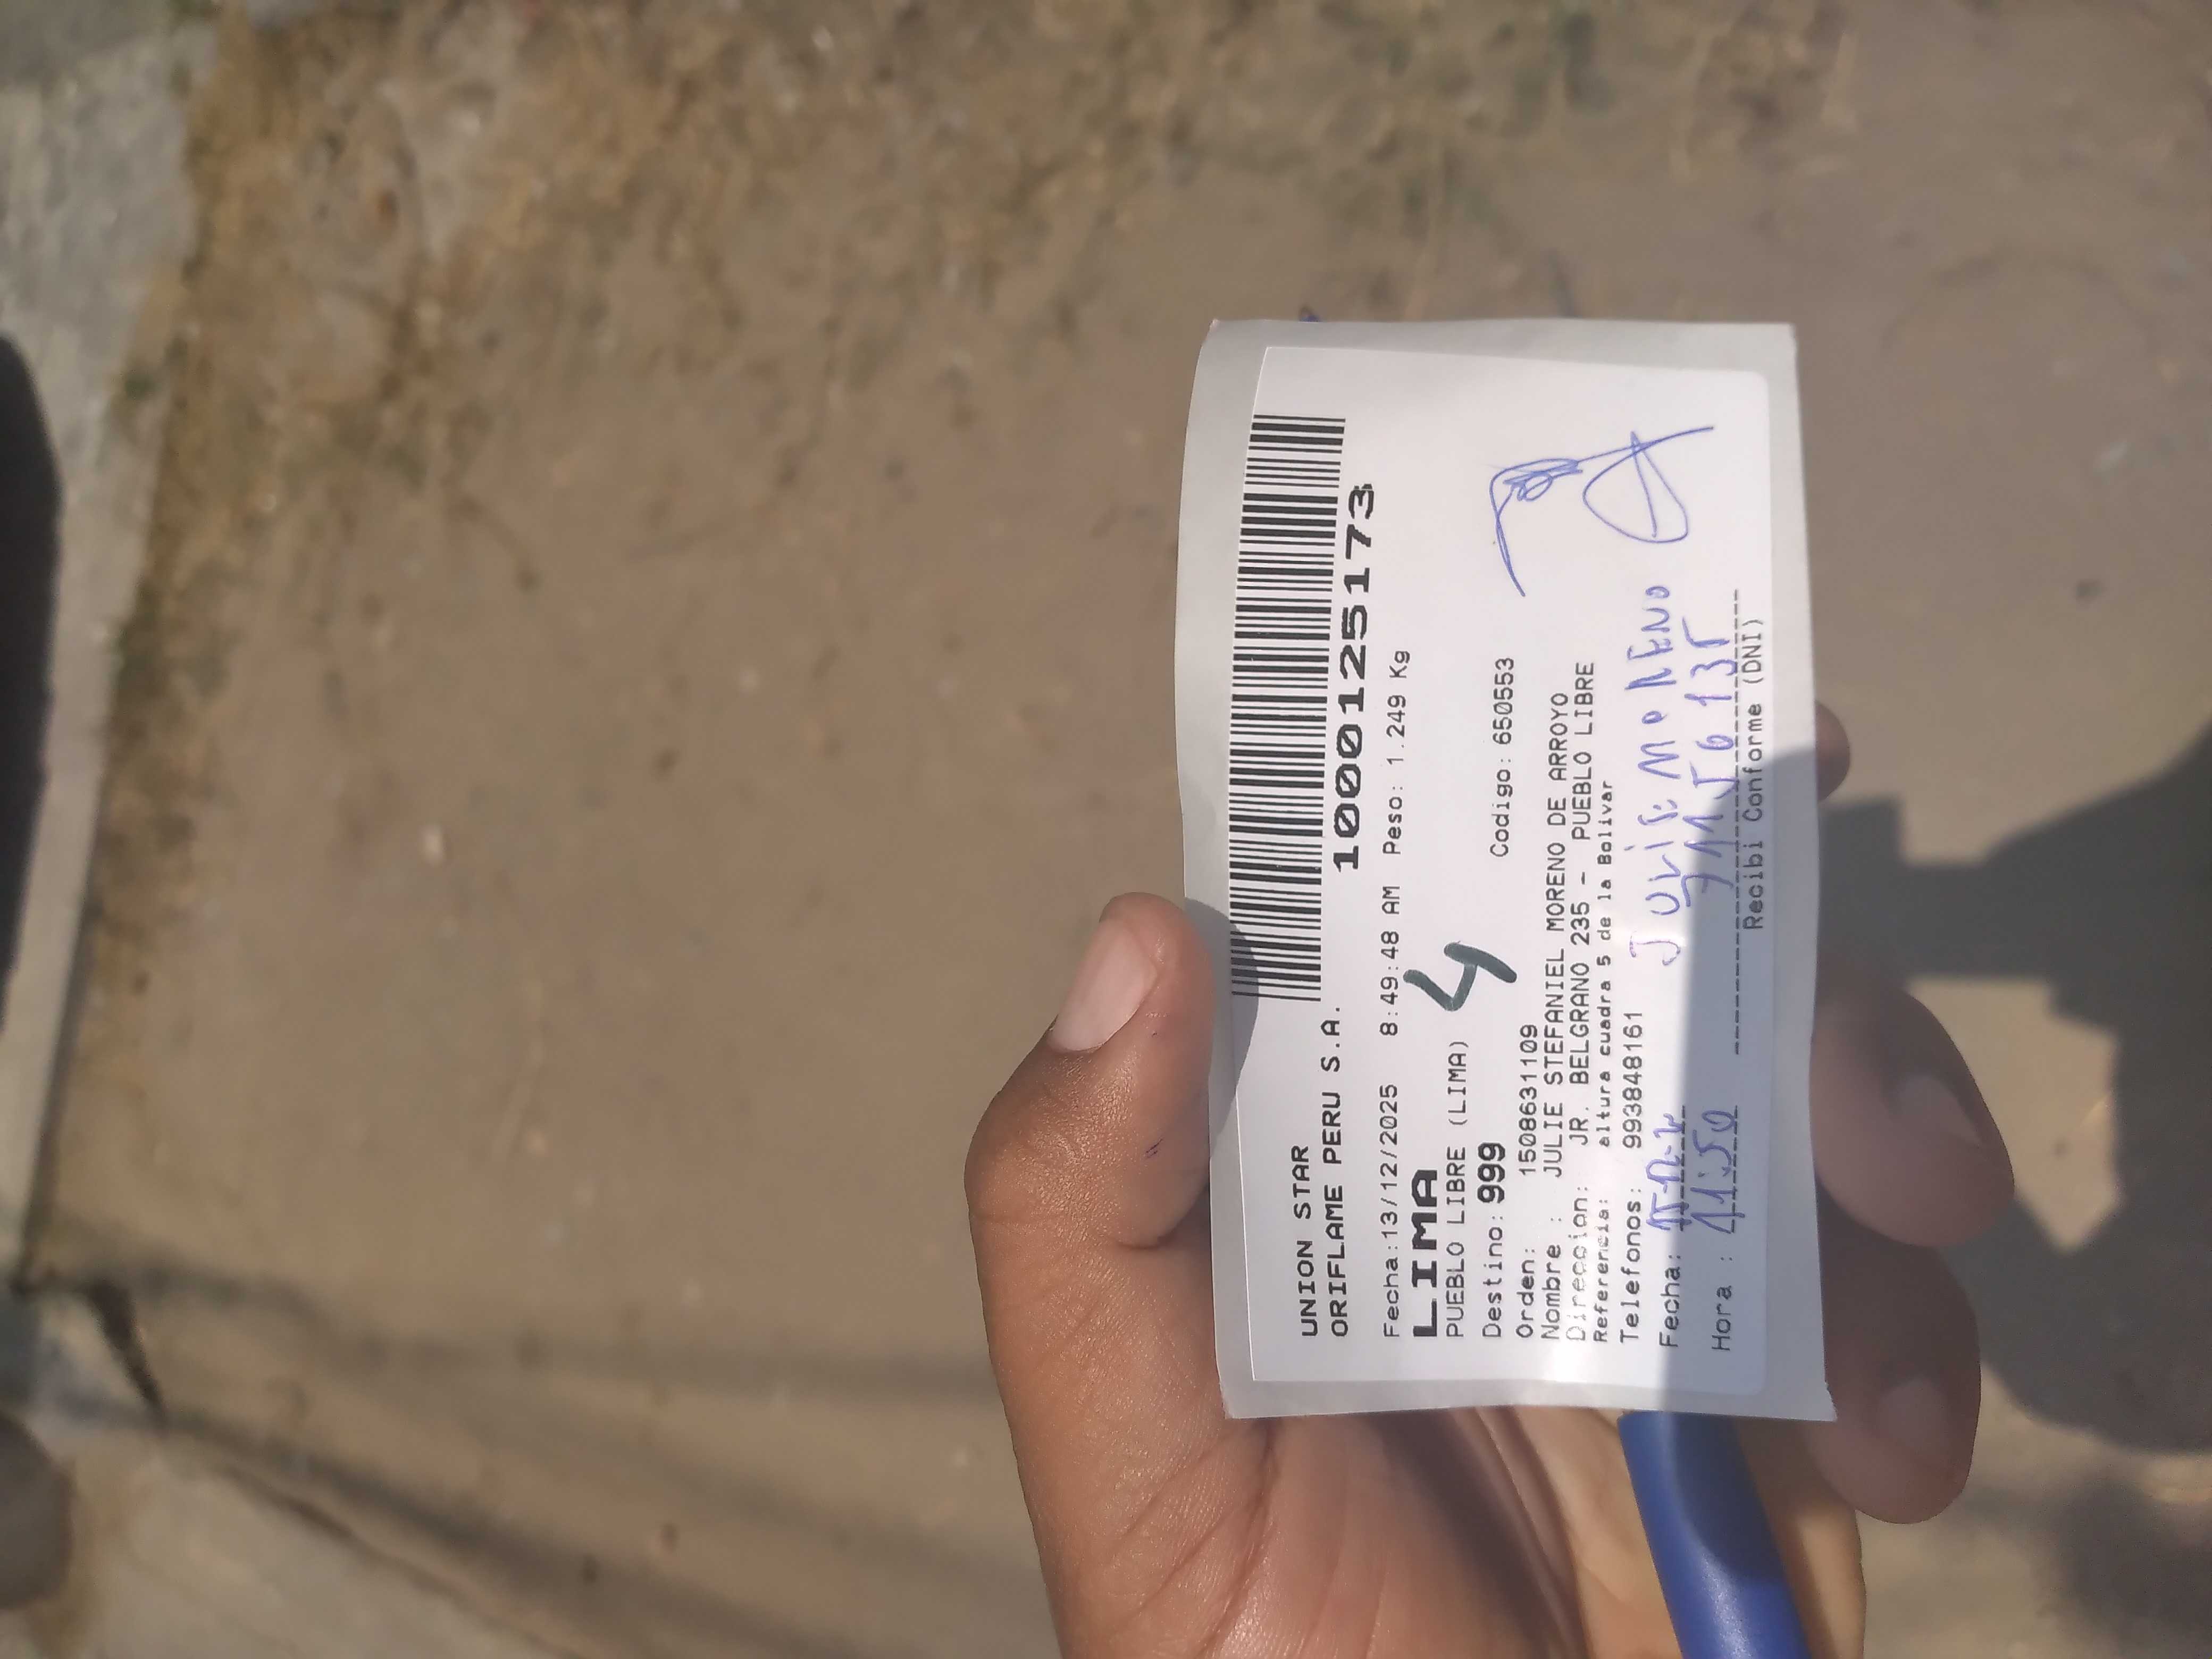 UNION STAR
ORIFLAME PERU S.A.
10001251173
Fecha:13/12/2025 8:49:48 AM Peso: 1.249 Kg
LIMA
PUEBLO LIBRE (LIMA)
4
Destino: 999 Codigo: 650553
Orden: 1508631109
Nombre : JULIE STEFANIEL MORENO DE ARROYO
Direccion: JR. BELGRANO 235 - PUEBLO LIBRE
Referencia: altura cuadra 5 de la Bolivar
Telefonos: 993848161
JULIE MORENO
Fecha:
Hora : 11:50
Recibi Conforme (DNI)